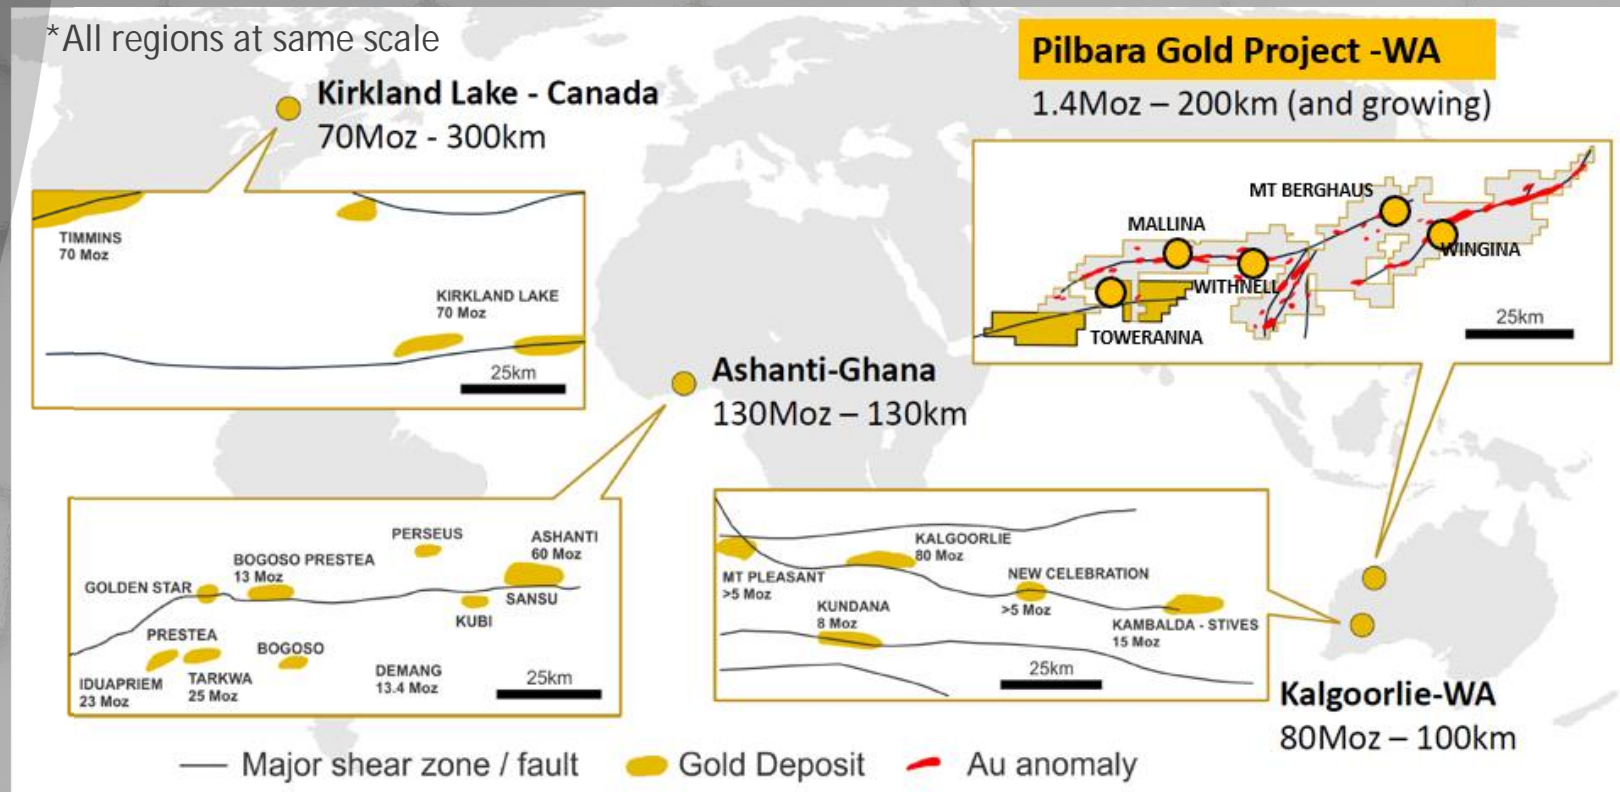 *All regions at same scale
Kirkland Lake - Canada
70Moz - 300km
TIMMINS
70 Moz
KIRKLAND LAKE
70 Moz
25km
Pilbara Gold Project -WA
1.4Moz – 200km (and growing)
MT BERGHAUS
MALLINA
WINGINA
WITHNELL
TOWERANNA
25km
Ashanti-Ghana
130Moz – 130km
PERSEUS
ASHANTI
60 Moz
BOGOSO PRESTEA
13 Moz
GOLDEN STAR
SANSU
KUBI
PRESTEA
BOGOSO
IDUAPRIEM
23 Moz
TARKWA
25 Moz
DEMANG
13.4 Moz
25km
KALGOORLIE
80 Moz
MT PLEASANT
>5 Moz
NEW CELEBRATION
>5 Moz
KUNDANA
8 Moz
KAMBALDA - STIVES
15 Moz
25km
Kalgoorlie-WA
80Moz – 100km
Major shear zone / fault
Gold Deposit
Au anomaly